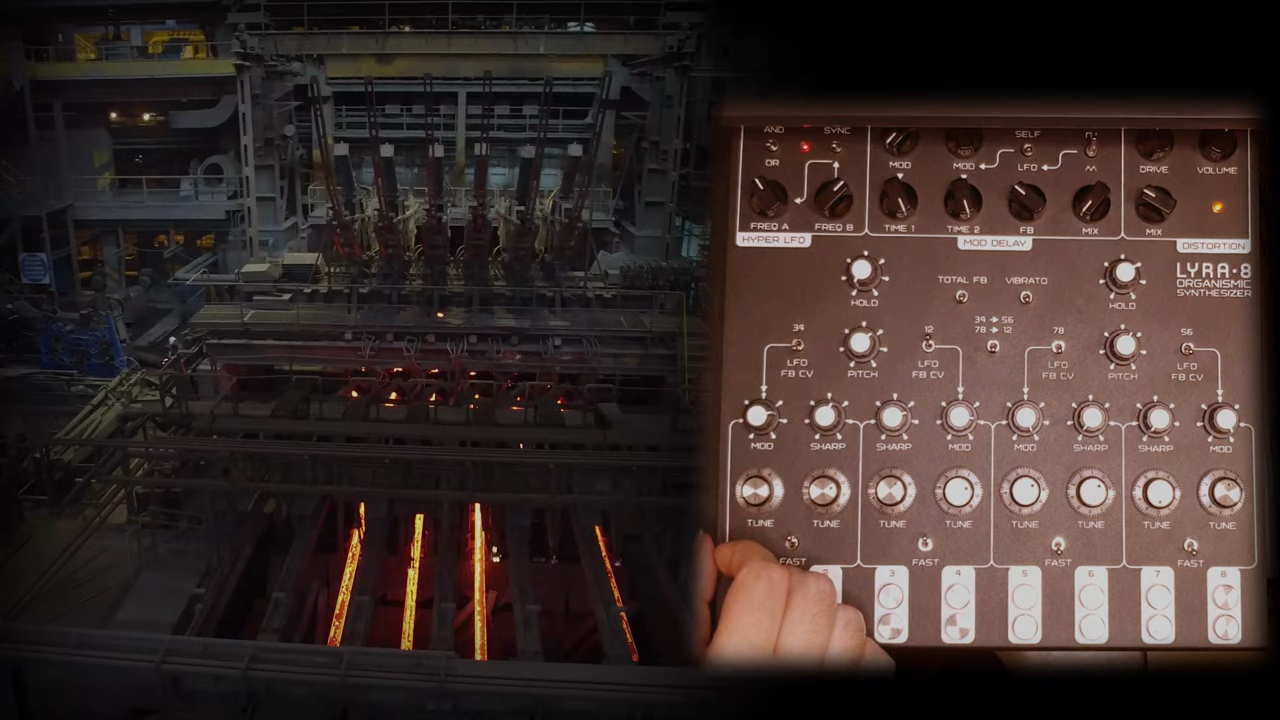 AND
SYNC
SELF
OR
MOD
MOD
LFO
DRIVE
VOLUME
FREQ A
FREQ B
TIME 1
TIME 2
FB
MIX
MIX
HYPER LFO
MOD DELAY
DISTORTION
LYRA-8
ORGANISMIC
SYNTHESIZER
TOTAL FB
VIBRATO
HOLD
HOLD
34 → 56
78 → 12
34
12
78
56
LFO
FB CV
PITCH
LFO
FB CV
LFO
FB CV
PITCH
LFO
FB CV
MOD
SHARP
SHARP
MOD
MOD
SHARP
SHARP
MOD
TUNE
TUNE
TUNE
TUNE
TUNE
TUNE
TUNE
TUNE
FAST
FAST
FAST
FAST
2
3
4
5
6
7
8